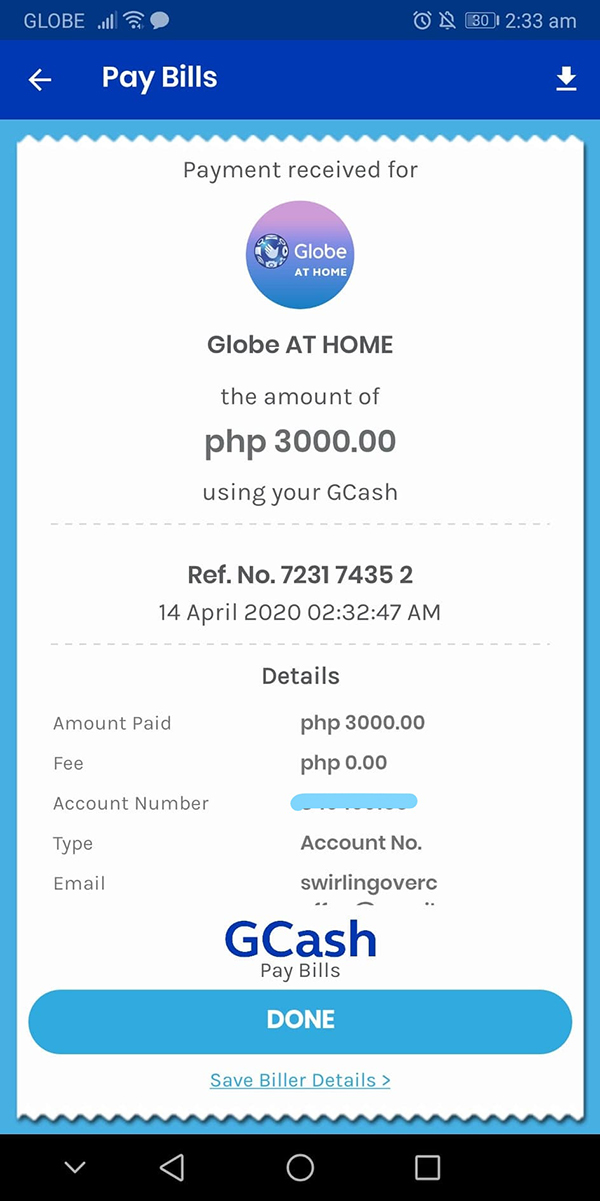 GLOBE 30 2:33 am
Pay Bills
Payment received for
Globe
AT HOME
Globe AT HOME
the amount of
php 3000.00
using your GCash
Ref. No. 7231 7435 2
14 April 2020 02:32:47 AM
Details
Amount Paid php 3000.00
Fee php 0.00
Account Number
Type Account No.
Email swirlingoverc
GCash
Pay Bills
DONE
Save Biller Details >